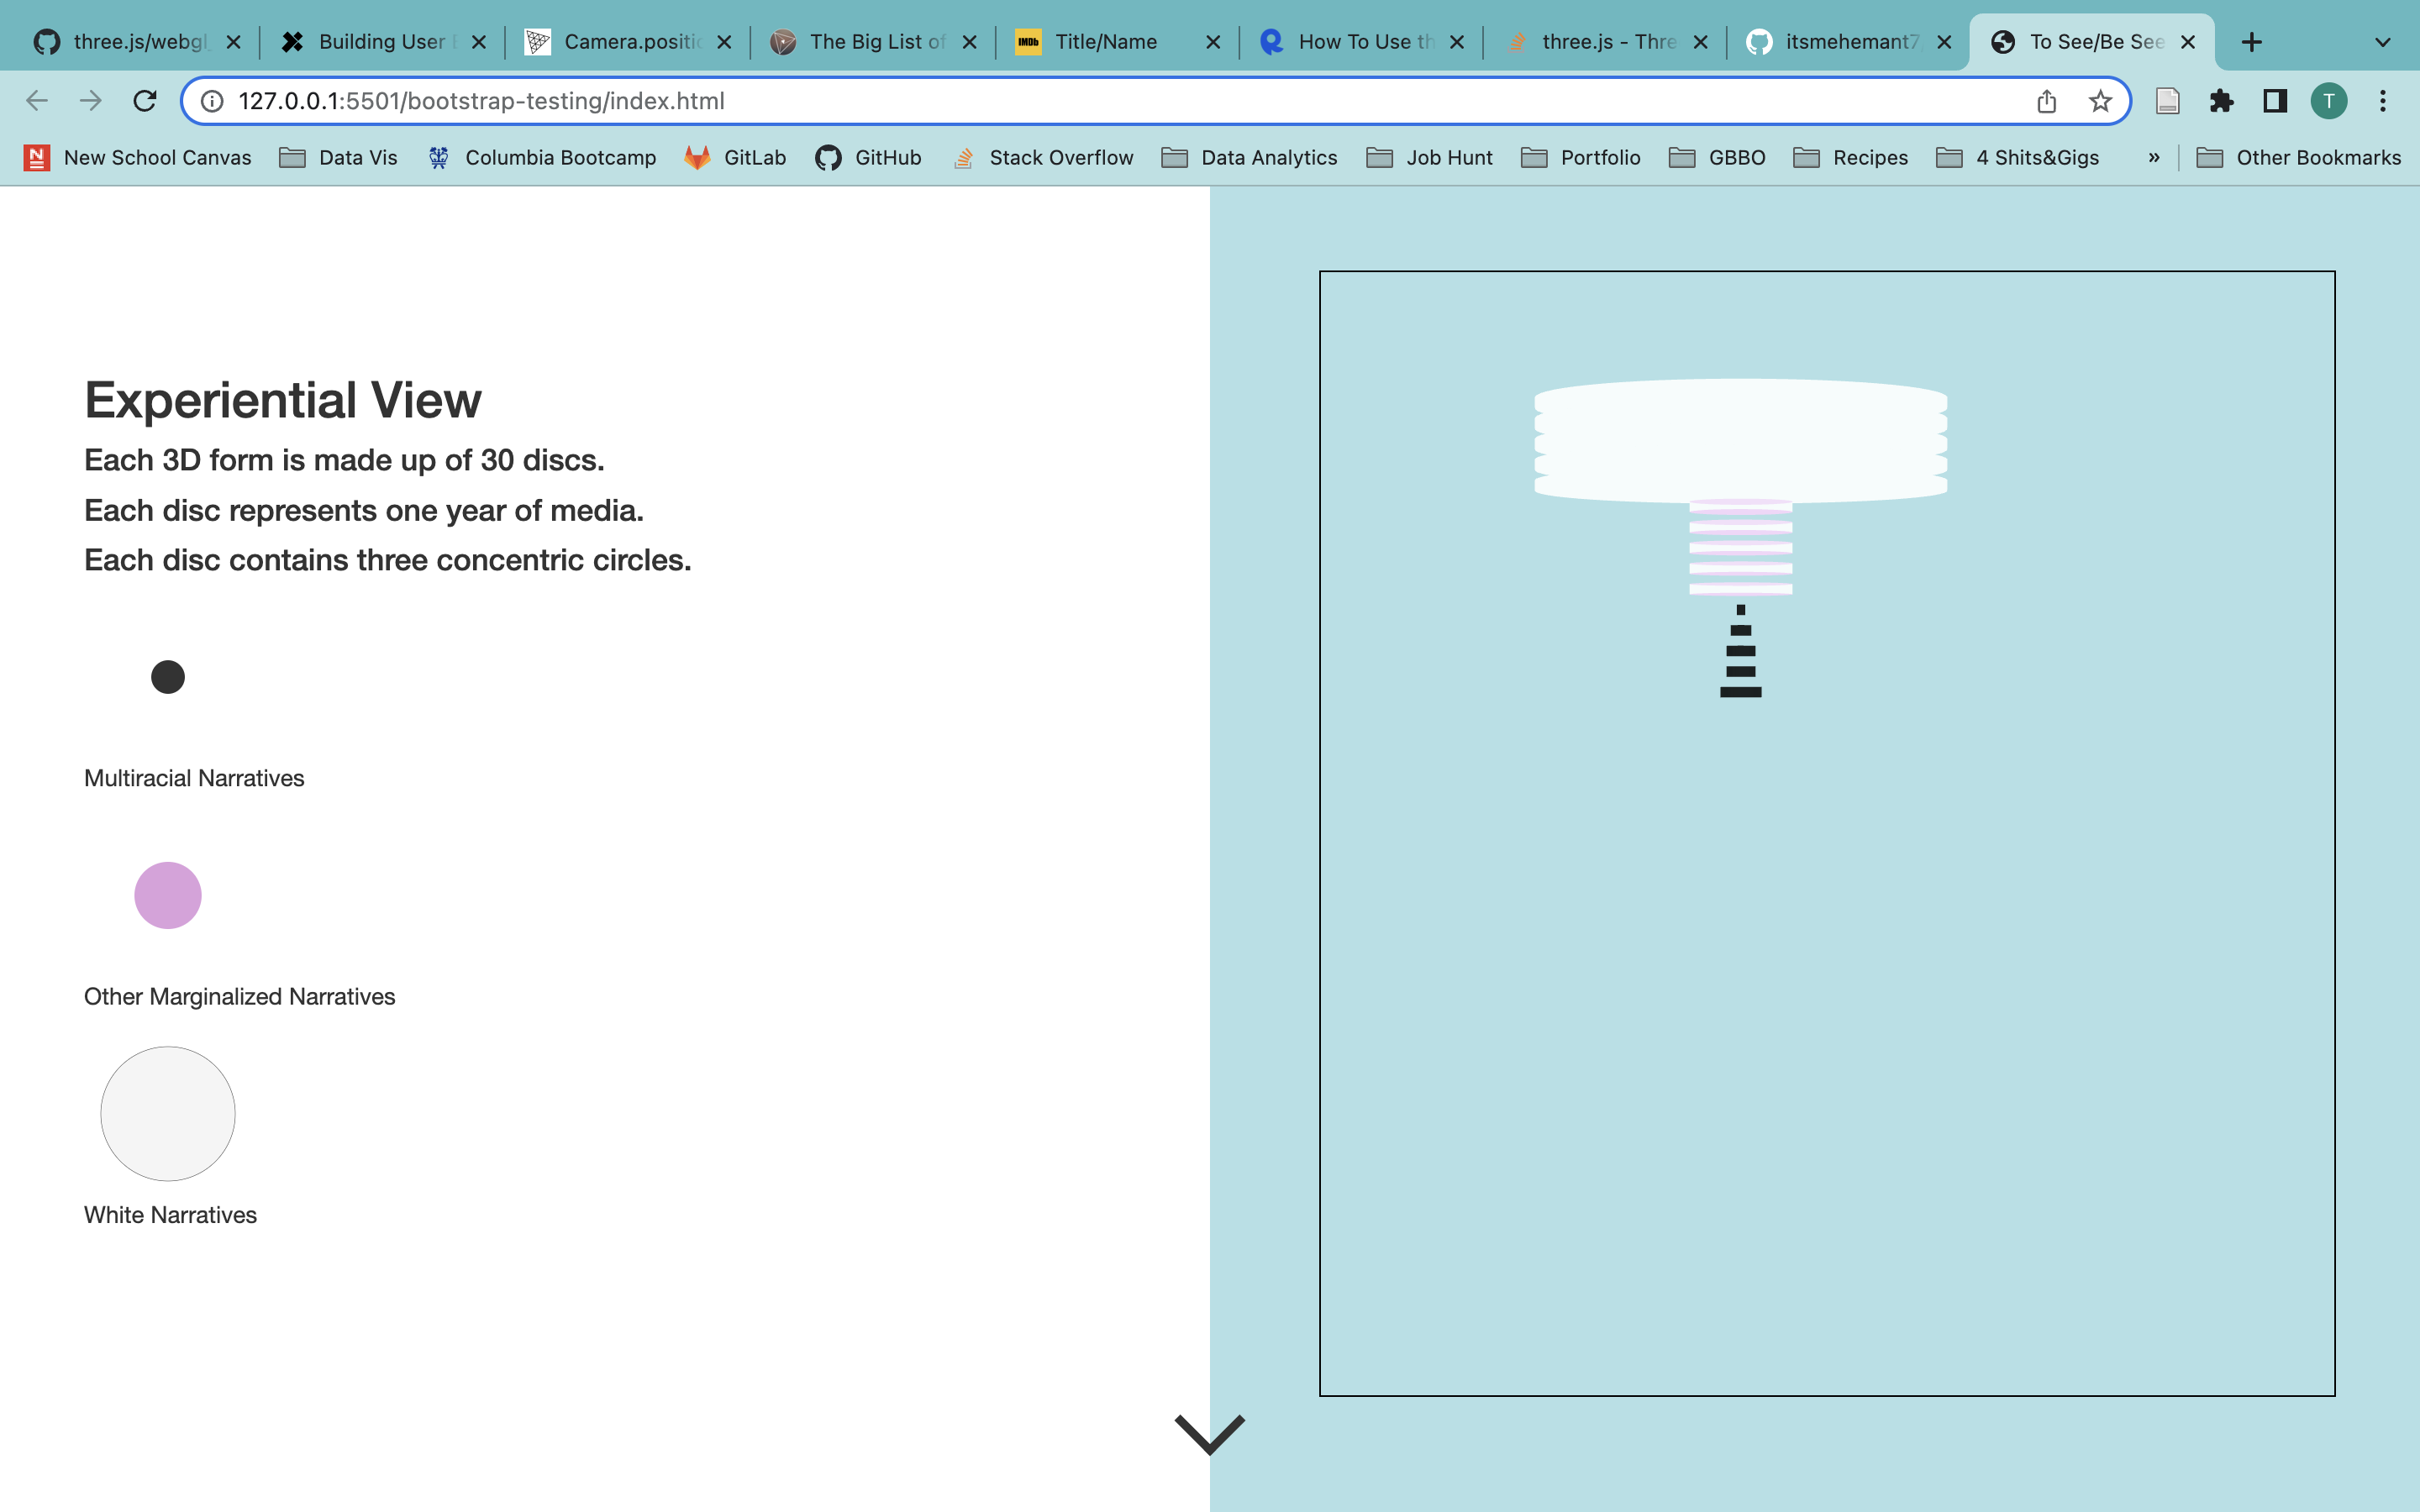 three.js/webgl_
Building User E
Camera.positio
The Big List of
IMDb
Title/Name
How To Use th
three.js - Thre
itsmehemant7
To See/Be See
127.0.0.1:5501/bootstrap-testing/index.html
T
N
New School Canvas
Data Vis
Columbia Bootcamp
GitLab
GitHub
Stack Overflow
Data Analytics
Job Hunt
Portfolio
GBBO
Recipes
4 Shits&Gigs
»
Other Bookmarks
Experiential View
Each 3D form is made up of 30 discs.
Each disc represents one year of media.
Each disc contains three concentric circles.
Multiracial Narratives
Other Marginalized Narratives
White Narratives